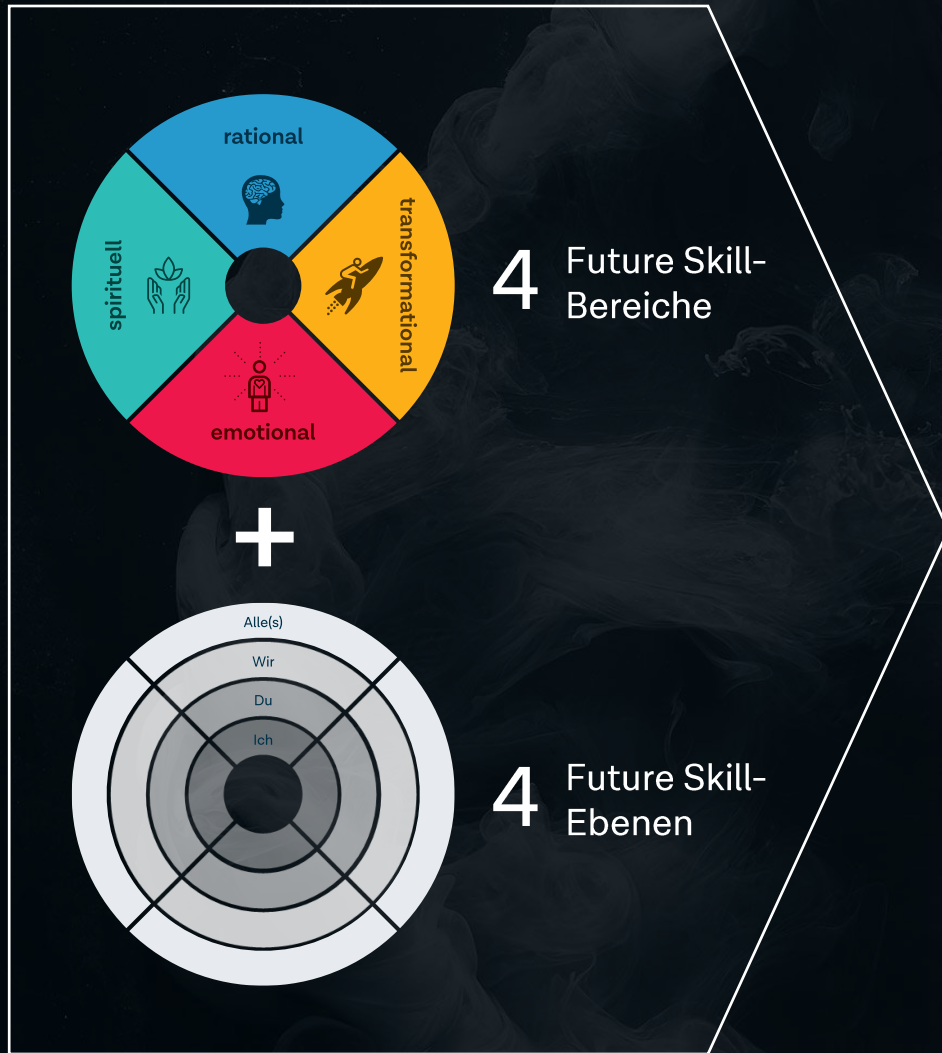 rational
spirituell
transformational
emotional
4
Future Skill-
Bereiche
+
Alle(s)
Wir
Du
Ich
4
Future Skill-
Ebenen